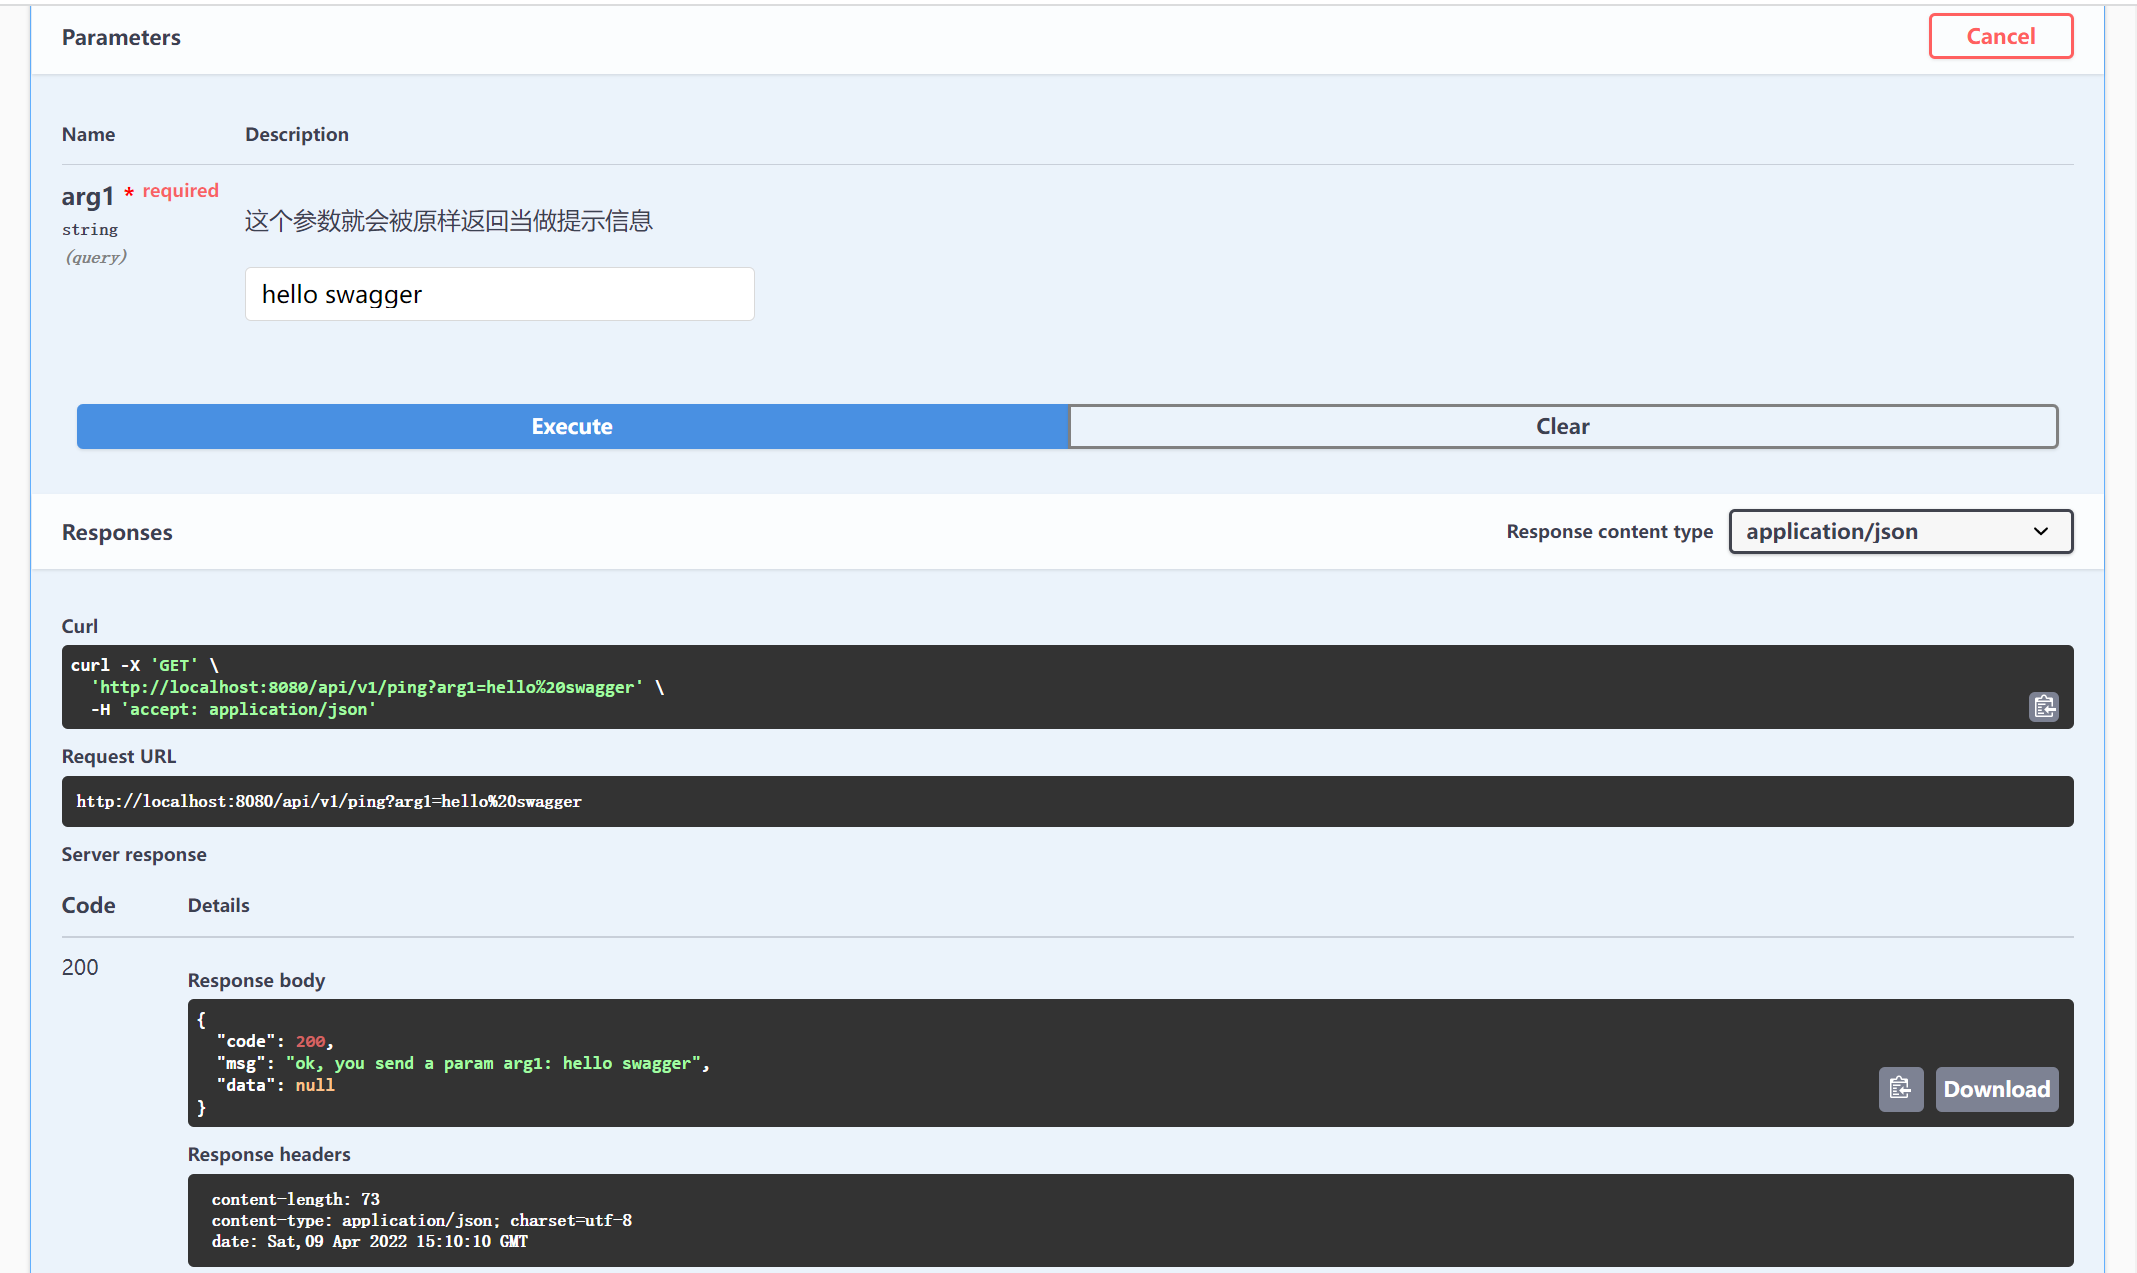 Parameters
Cancel
Name Description
arg1 * required
string
(query)
这个参数就会被原样返回当做提示信息
hello swagger
Execute
Clear
Responses
Response content type
application/json
Curl
curl -X 'GET' \
'http://localhost:8080/api/v1/ping?arg1=hello%20swagger' \
-H 'accept: application/json'
Request URL
http://localhost:8080/api/v1/ping?arg1=hello%20swagger
Server response
Code Details
200
Response body
{
"code": 200,
"msg": "ok, you send a param arg1: hello swagger",
"data": null
}
Download
Response headers
content-length: 73
content-type: application/json; charset=utf-8
date: Sat,09 Apr 2022 15:10:10 GMT